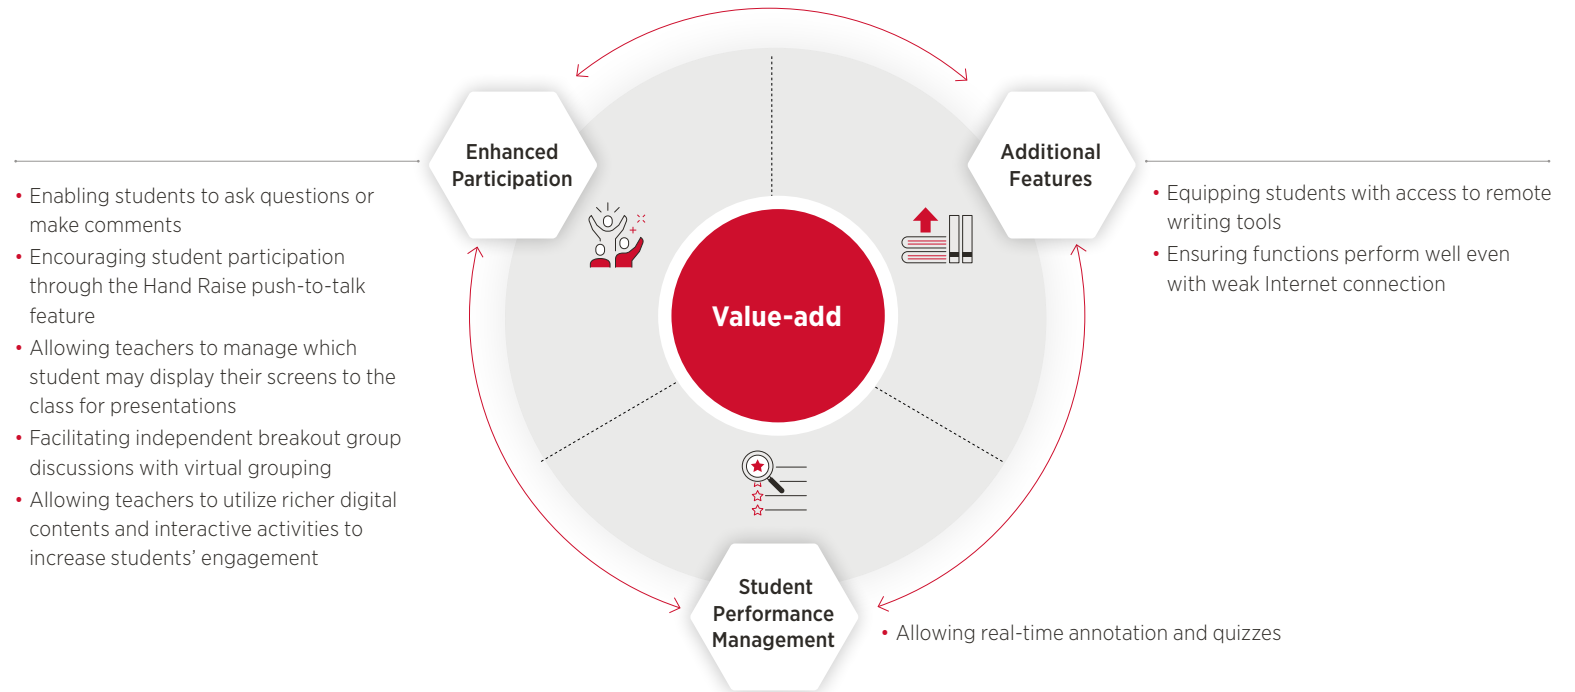 Enhanced
Participation
• Enabling students to ask questions or
make comments
• Encouraging student participation
through the Hand Raise push-to-talk
feature
• Allowing teachers to manage which
student may display their screens to the
class for presentations
• Facilitating independent breakout group
discussions with virtual grouping
• Allowing teachers to utilize richer digital
contents and interactive activities to
increase students’ engagement
Value-add
Additional
Features
• Equipping students with access to remote
writing tools
• Ensuring functions perform well even
with weak Internet connection
Student
Performance
Management
• Allowing real-time annotation and quizzes